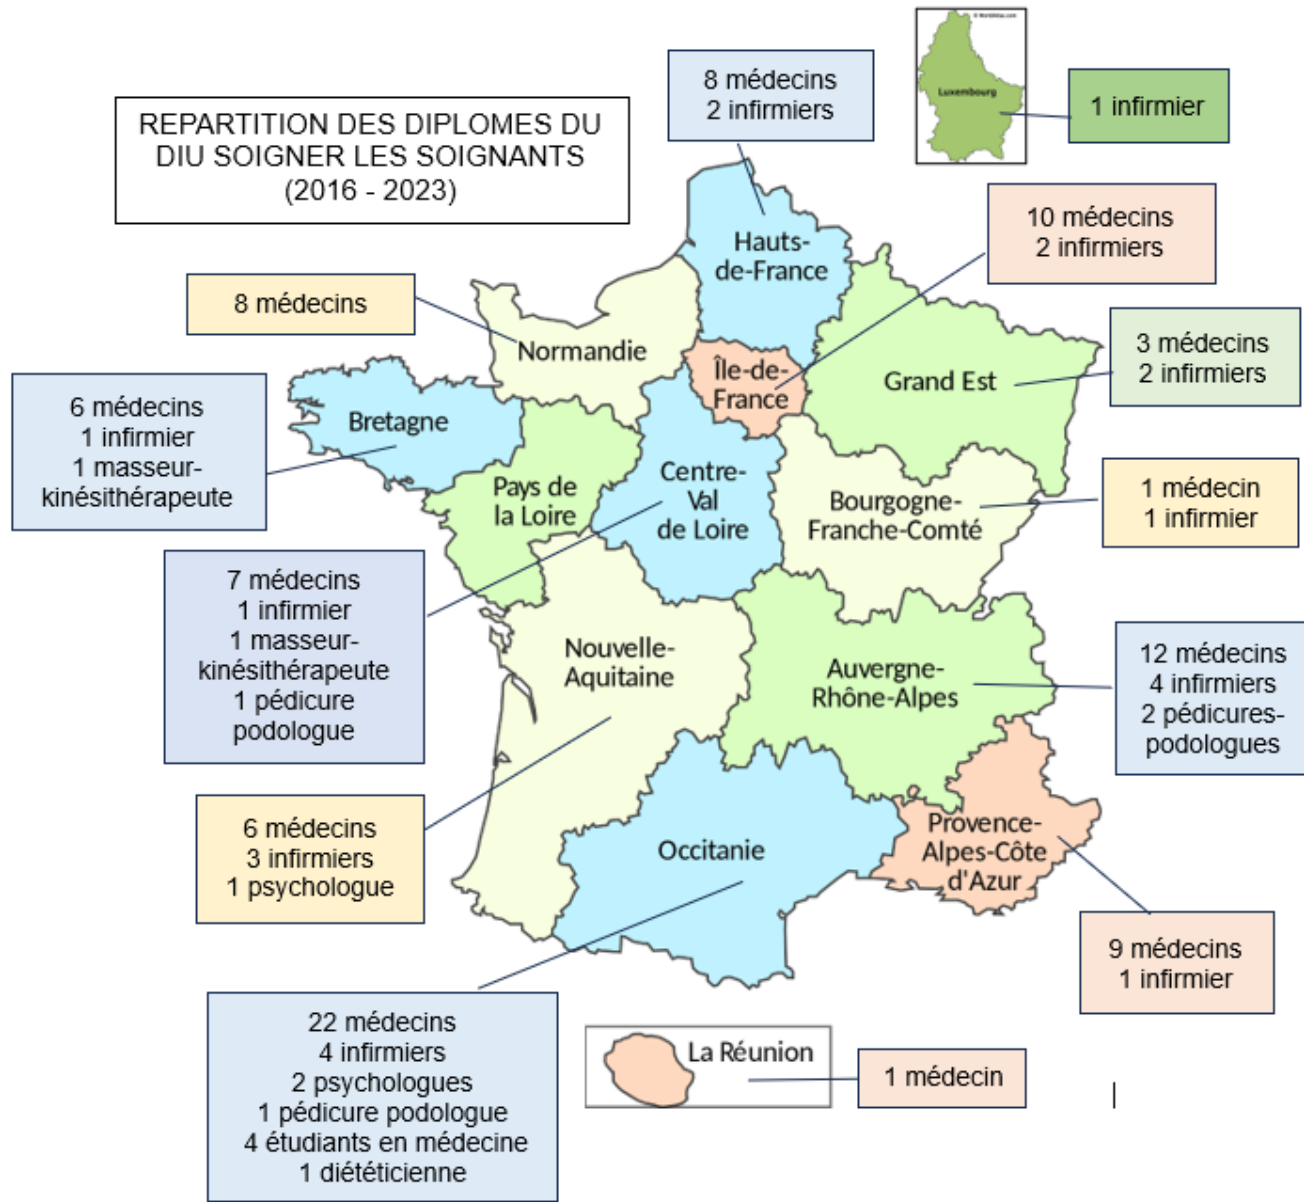 © WorldAtlas.com
Luxembourg
1 infirmier
8 médecins
2 infirmiers
REPARTITION DES DIPLOMES DU
DIU SOIGNER LES SOIGNANTS
(2016 - 2023)
10 médecins
2 infirmiers
Hauts-
de-France
8 médecins
Normandie
Île-de-
France
Grand Est
3 médecins
2 infirmiers
6 médecins
1 infirmier
1 masseur-
kinésithérapeute
Bretagne
Pays de
la Loire
Centre-
Val
de Loire
Bourgogne-
Franche-Comté
1 médecin
1 infirmier
7 médecins
1 infirmier
1 masseur-
kinésithérapeute
1 pédicure
podologue
Nouvelle-
Aquitaine
Auvergne-
Rhône-Alpes
12 médecins
4 infirmiers
2 pédicures-
podologues
6 médecins
3 infirmiers
1 psychologue
Occitanie
Provence-
Alpes-Côte
d'Azur
9 médecins
1 infirmier
22 médecins
4 infirmiers
2 psychologues
1 pédicure podologue
4 étudiants en médecine
1 diététicienne
La Réunion
1 médecin